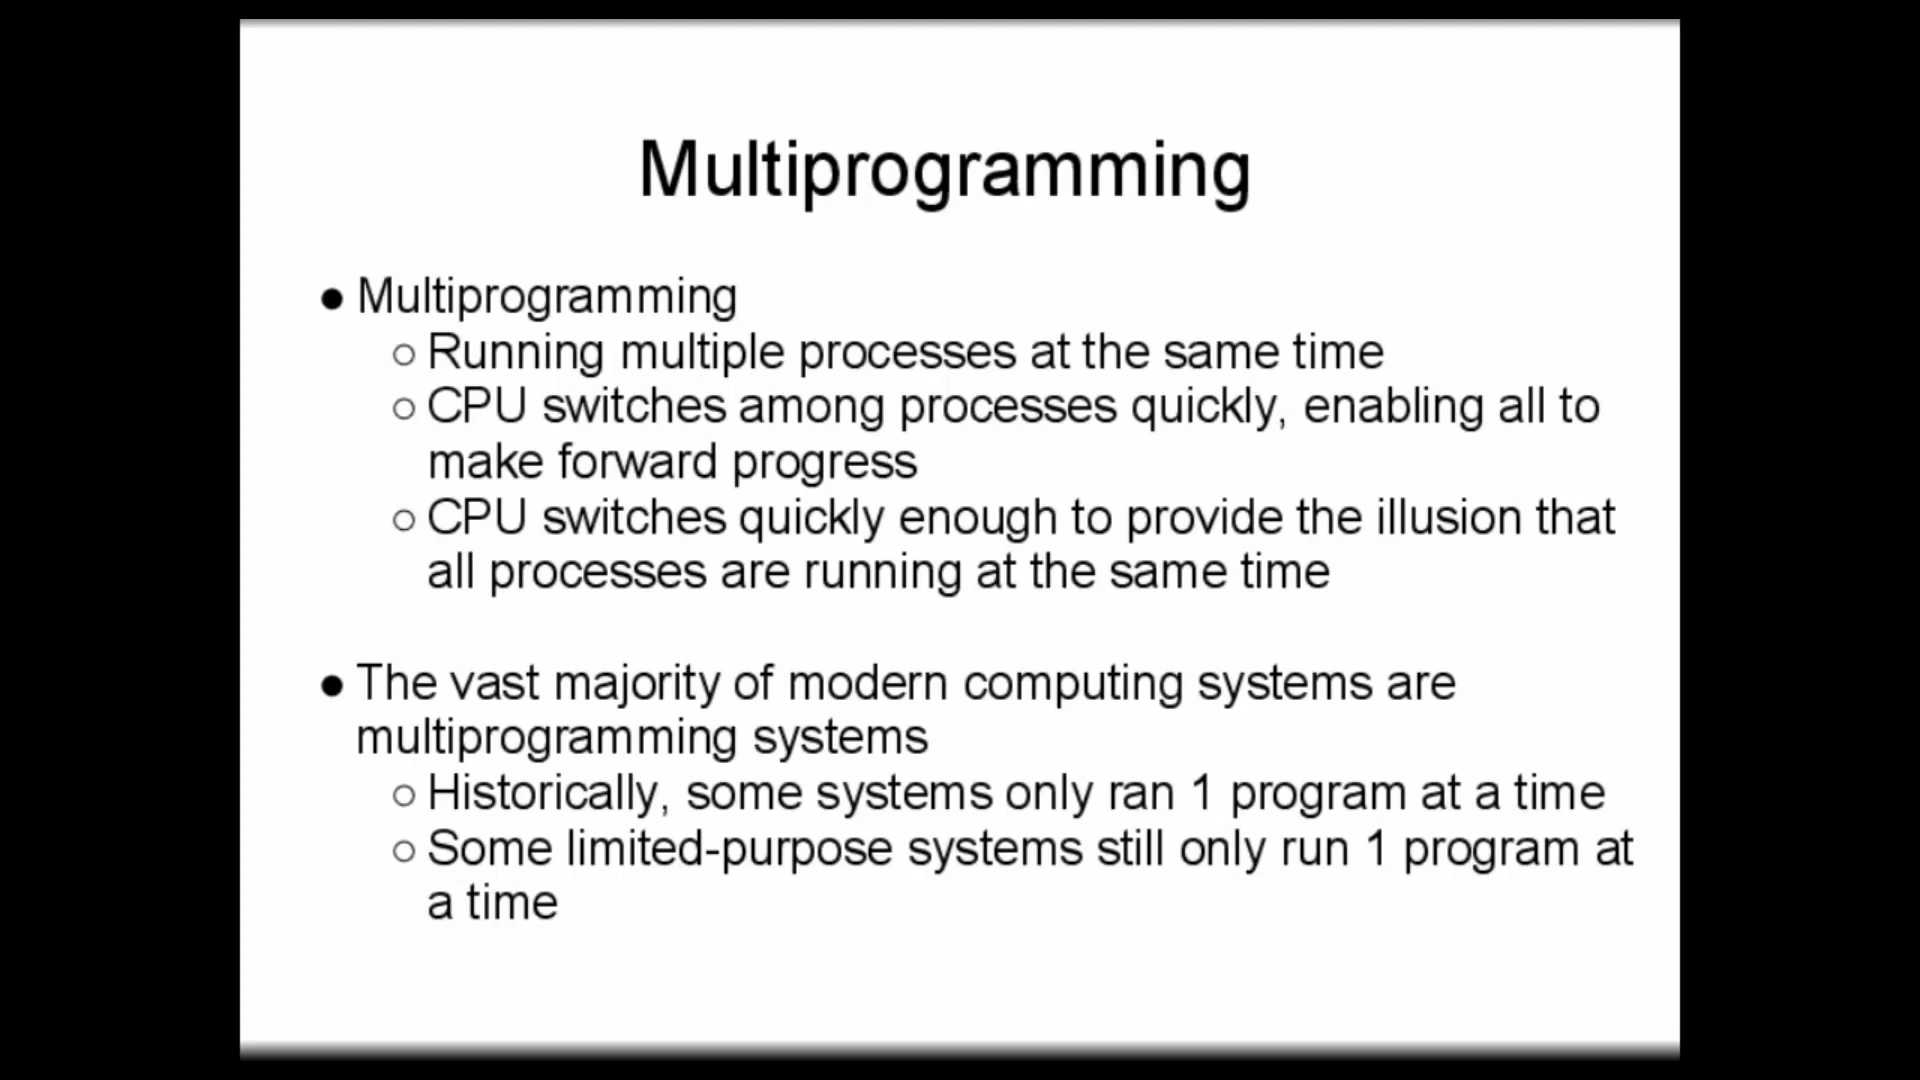 Multiprogramming
● Multiprogramming
○ Running multiple processes at the same time
○ CPU switches among processes quickly, enabling all to
make forward progress
○ CPU switches quickly enough to provide the illusion that
all processes are running at the same time
● The vast majority of modern computing systems are
multiprogramming systems
○ Historically, some systems only ran 1 program at a time
○ Some limited-purpose systems still only run 1 program at
a time